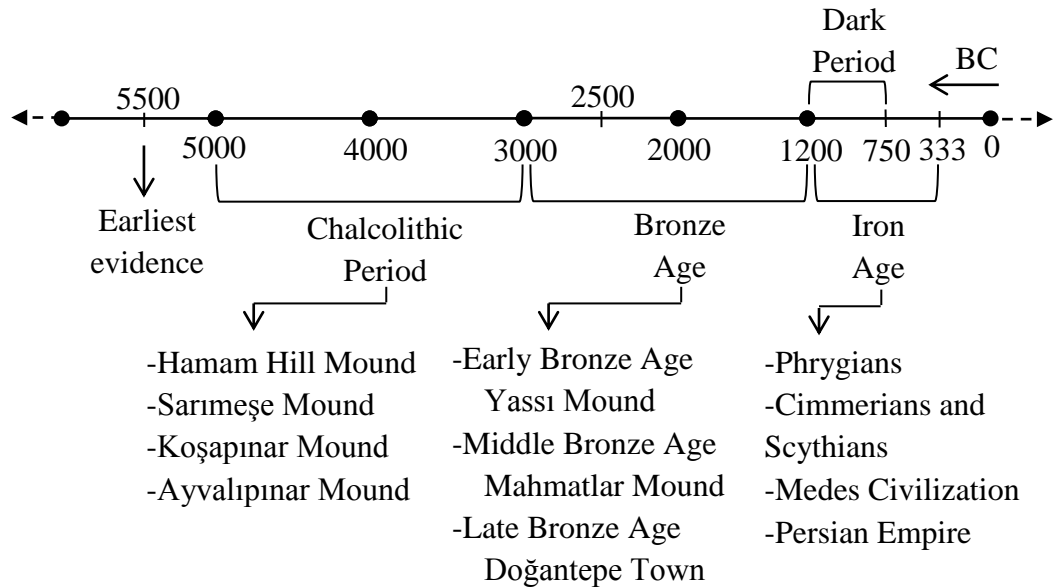 Dark
Period
BC
5500
2500
5000
4000
3000
2000
1200
750
333
0
Earliest
evidence
Chalcolithic
Period
Bronze
Age
Iron
Age
-Hamam Hill Mound
-Sarımeşe Mound
-Koşapınar Mound
-Ayvalıpınar Mound
-Early Bronze Age
Yassı Mound
-Middle Bronze Age
Mahmatlar Mound
-Late Bronze Age
Doğantepe Town
-Phrygians
-Cimmerians and
Scythians
-Medes Civilization
-Persian Empire